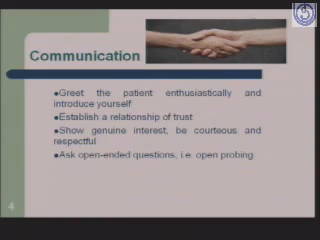 Communication
●Greet the patient enthusiastically and
introduce yourself
●Establish a relationship of trust
●Show genuine interest, be courteous and
respectful
●Ask open-ended questions, i.e. open probing
4